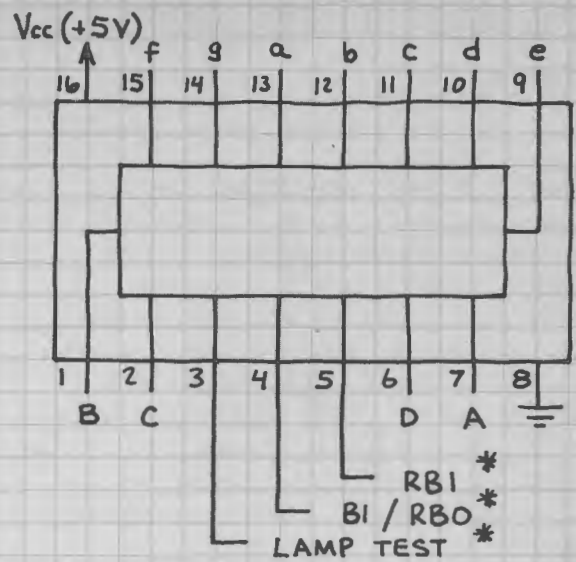 Vcc (+5V)
f g a b c d e
16 15 14 13 12 11 10 9
1 2 3 4 5 6 7 8
B C D A
RBI *
BI / RBO *
LAMP TEST *